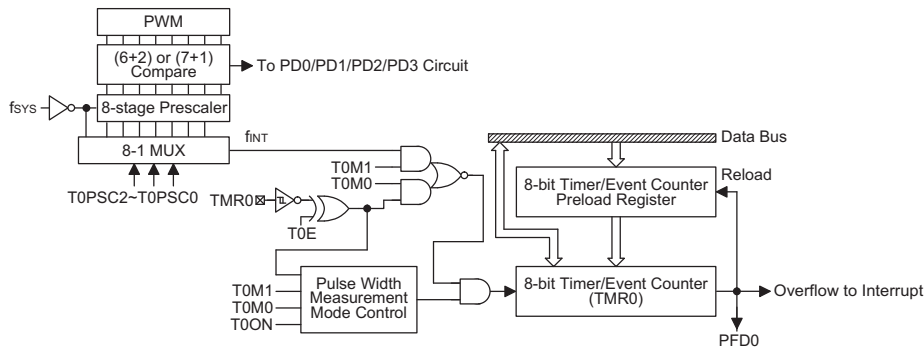 PWM
(6+2) or (7+1)
Compare
To PD0/PD1/PD2/PD3 Circuit
fSYS
8-stage Prescaler
8-1 MUX
fINT
T0PSC2~T0PSC0
T0M1
T0M0
TMR0
T0E
Data Bus
8-bit Timer/Event Counter
Preload Register
Reload
T0M1
T0M0
T0ON
Pulse Width
Measurement
Mode Control
8-bit Timer/Event Counter
(TMR0)
Overflow to Interrupt
PFD0